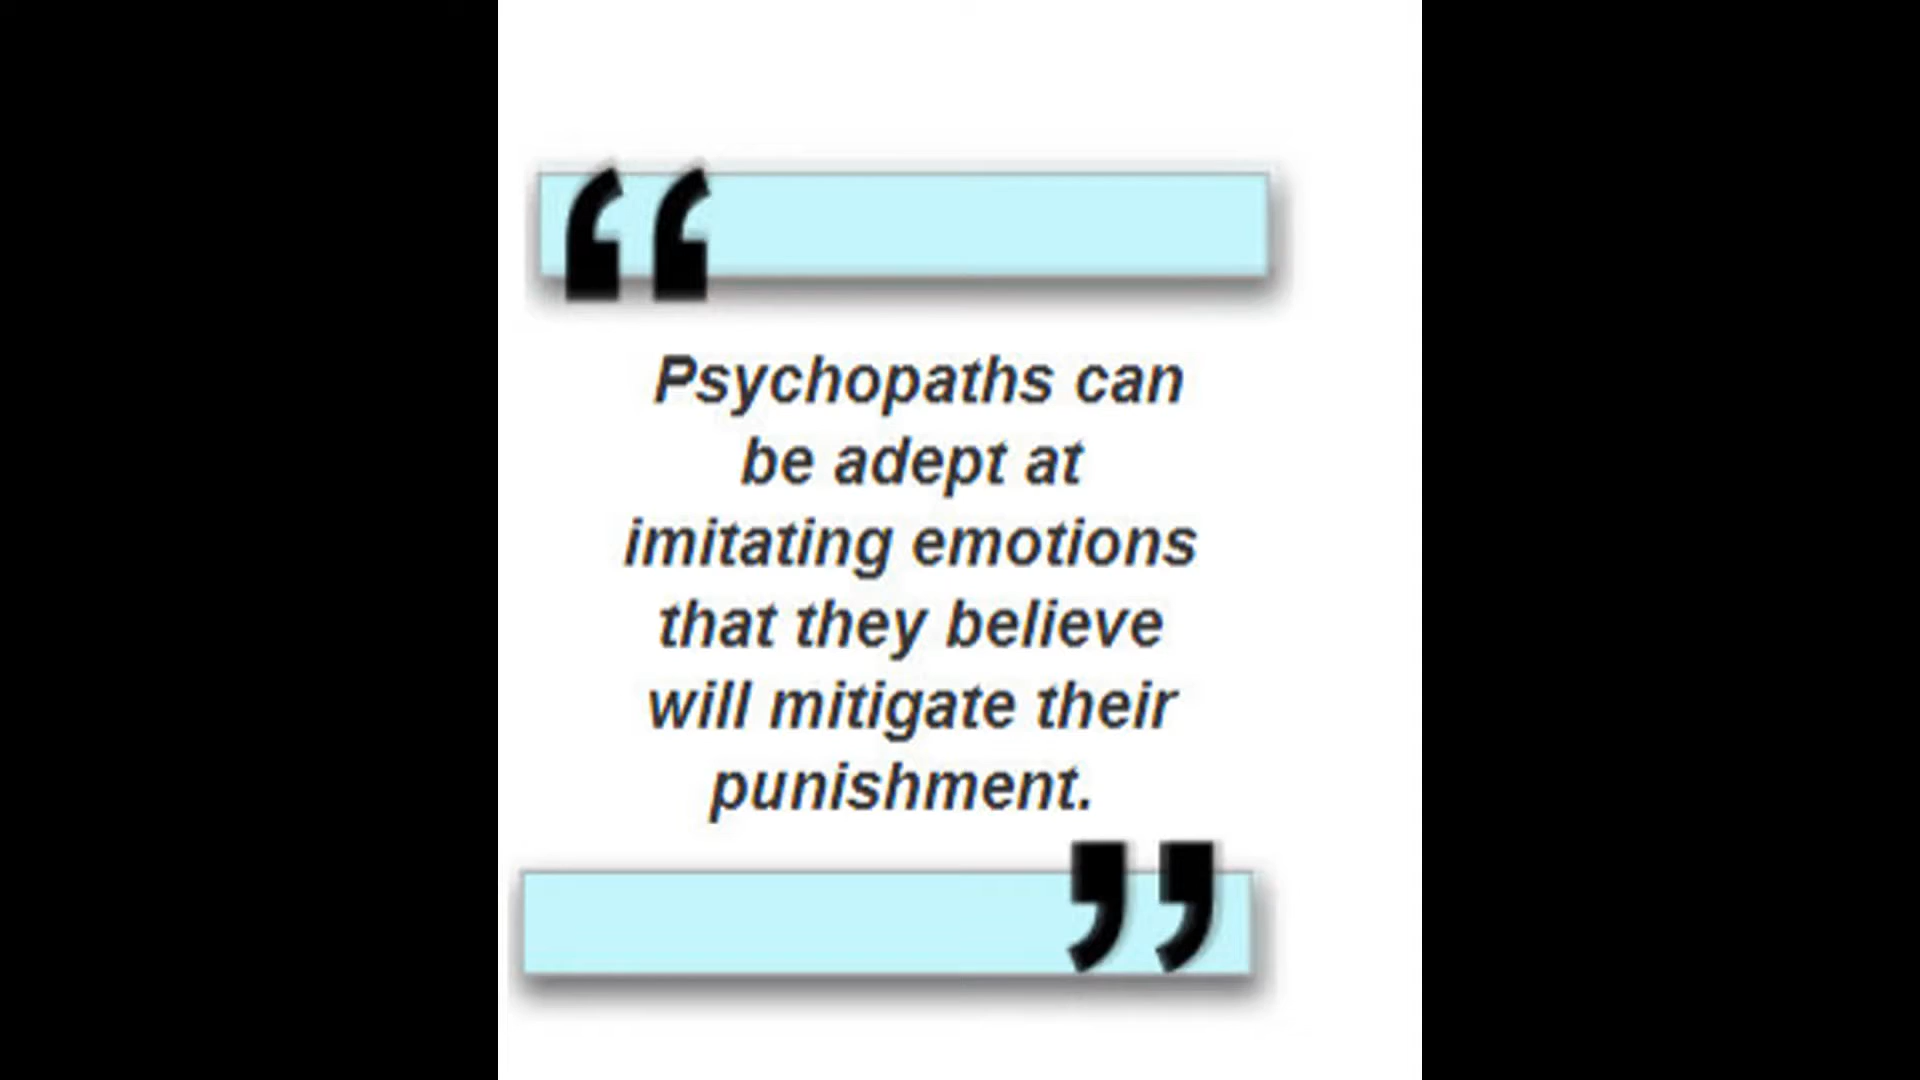 “
Psychopaths can
be adept at
imitating emotions
that they believe
will mitigate their
punishment.
”